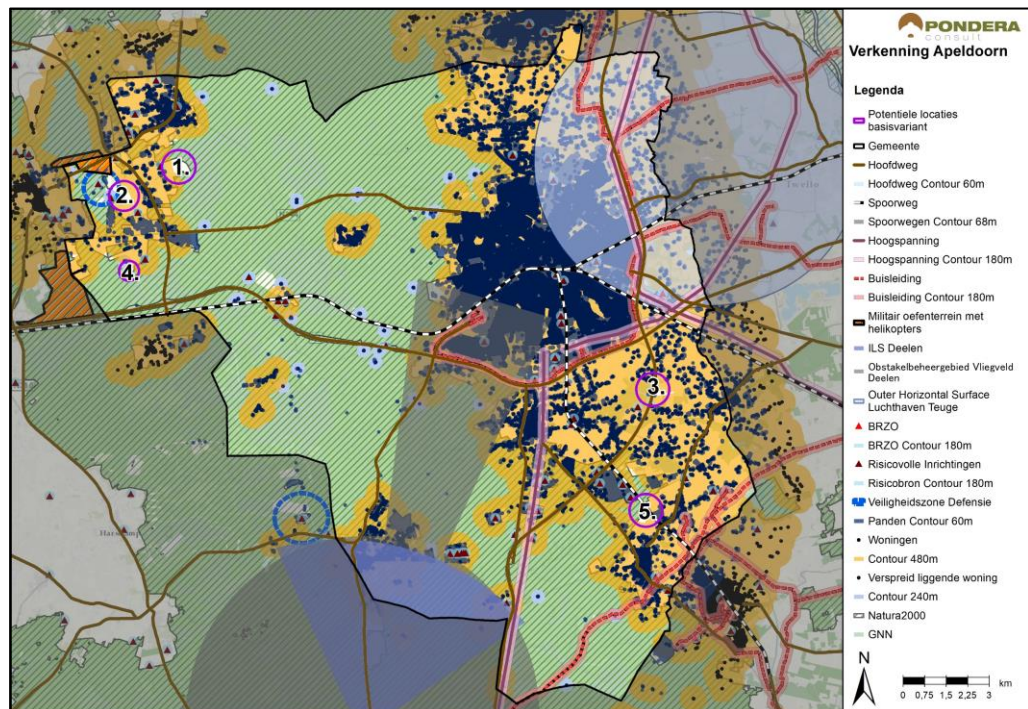 PONDERA
consult
Verkenning Apeldoorn
Legenda
Potentiele locaties
basisvariant
Gemeente
Hoofdweg
Hoofdweg Contour 60m
Spoorweg
Spoorwegen Contour 68m
Hoogspanning
Hoogspanning Contour 180m
Buisleiding
Buisleiding Contour 180m
Militair oefenterrein met
helikopters
ILS Deelen
Obstakelbeheergebied Vliegveld
Deelen
Outer Horizontal Surface
Luchthaven Teuge
BRZO
BRZO Contour 180m
Risicovolle Inrichtingen
Risicobron Contour 180m
Veiligheidszone Defensie
Panden Contour 60m
Woningen
Contour 480m
Verspreid liggende woning
Contour 240m
Natura2000
GNN
N
km
0 0,75 1,5 2,25 3
1.
2.
Twello
4.
3.
5.
Harskamp